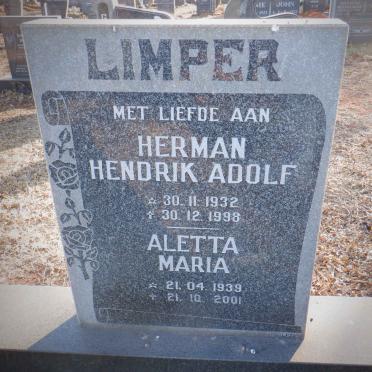 LIMPER
MET LIEFDE AAN
HERMAN
HENDRIK ADOLF
☆ 30. 11. 1932
✝ 30. 12. 1998
ALETTA
MARIA
☆ 21. 04. 1939
✝ 21. 10. 2001
JOHN